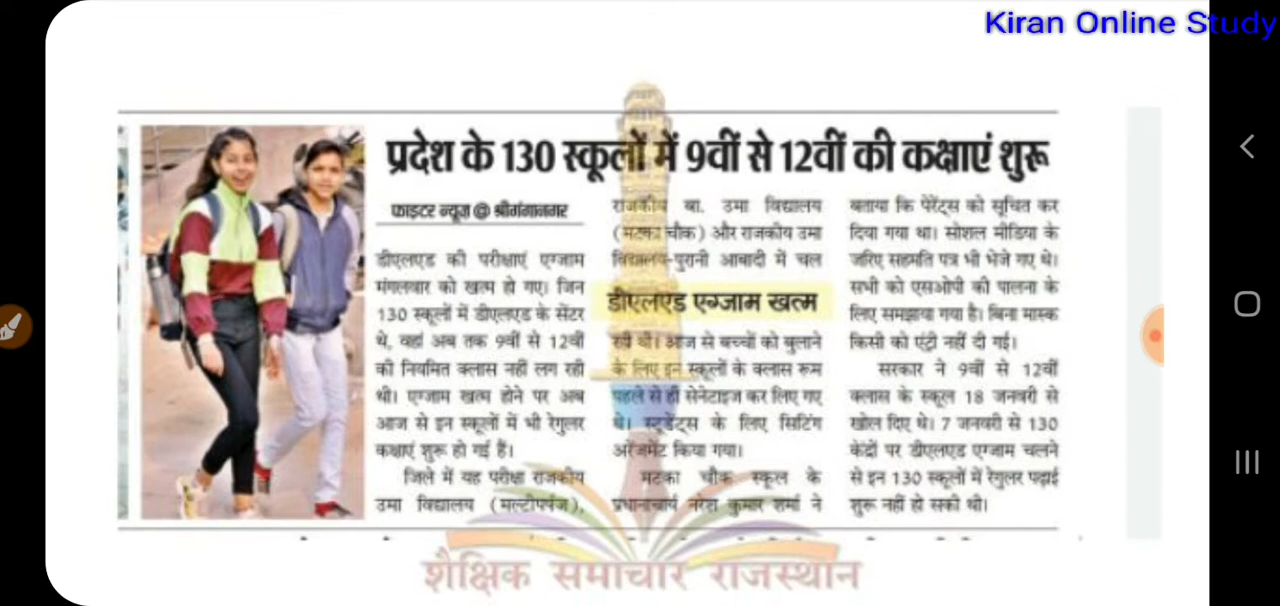 Kiran Online Study
प्रदेश के 130 स्कूलों में 9वीं से 12वीं की कक्षाएं शुरू
फाइटर न्यूज @ श्रीगंगानगर
डीएलएड की परीक्षाएं एग्जाम
मंगलवार को खत्म हो गए। जिन
130 स्कूलों में डीएलएड के सेंटर
थे, वहां अब तक 9वीं से 12वीं
की नियमित क्लास नहीं लग रही
थी। एग्जाम खत्म होने पर अब
आज से इन स्कूलों में भी रेगुलर
कक्षाएं शुरू हो गई हैं।
जिले में यह परीक्षा राजकीय
उमा विद्यालय (मल्टीपर्पज),
राजकीय बा. उमा विद्यालय
(मटका चौक) और राजकीय उमा
विद्यालय-पुरानी आबादी में चल
डीएलएड एग्जाम खत्म
रही थी। आज से बच्चों को बुलाने
के लिए इन स्कूलों के क्लास रूम
पहले से ही सेनेटाइज कर लिए गए
थे। स्टूडेंट्स के लिए सिटिंग
अरेंजमेंट किया गया।
मटका चौक स्कूल के
प्रधानाचार्य नरेश कुमार शर्मा ने
बताया कि पेरेंट्स को सूचित कर
दिया गया था। सोशल मीडिया के
जरिए सहमति पत्र भी भेजे गए थे।
सभी को एसओपी की पालना के
लिए समझाया गया है। बिना मास्क
किसी को एंट्री नहीं दी गई।
सरकार ने 9वीं से 12वीं
क्लास के स्कूल 18 जनवरी से
खोल दिए थे। 7 जनवरी से 130
केंद्रों पर डीएलएड एग्जाम चलने
से इन 130 स्कूलों में रेगुलर पढ़ाई
शुरू नहीं हो सकी थी।
शैक्षिक समाचार राजस्थान